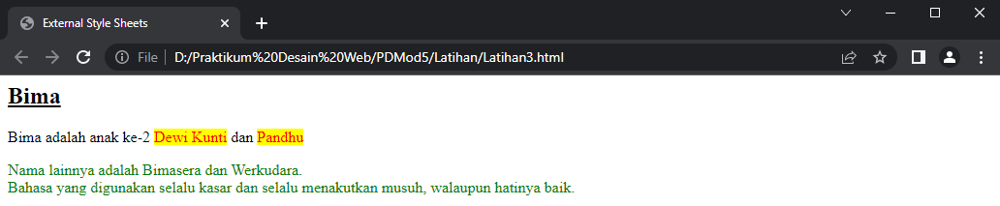 External Style Sheets
File D:/Praktikum%20Desain%20Web/PDMod5/Latihan/Latihan3.html
Bima
Bima adalah anak ke-2 Dewi Kunti dan Pandhu
Nama lainnya adalah Bimasera dan Werkudara.
Bahasa yang digunakan selalu kasar dan selalu menakutkan musuh, walaupun hatinya baik.